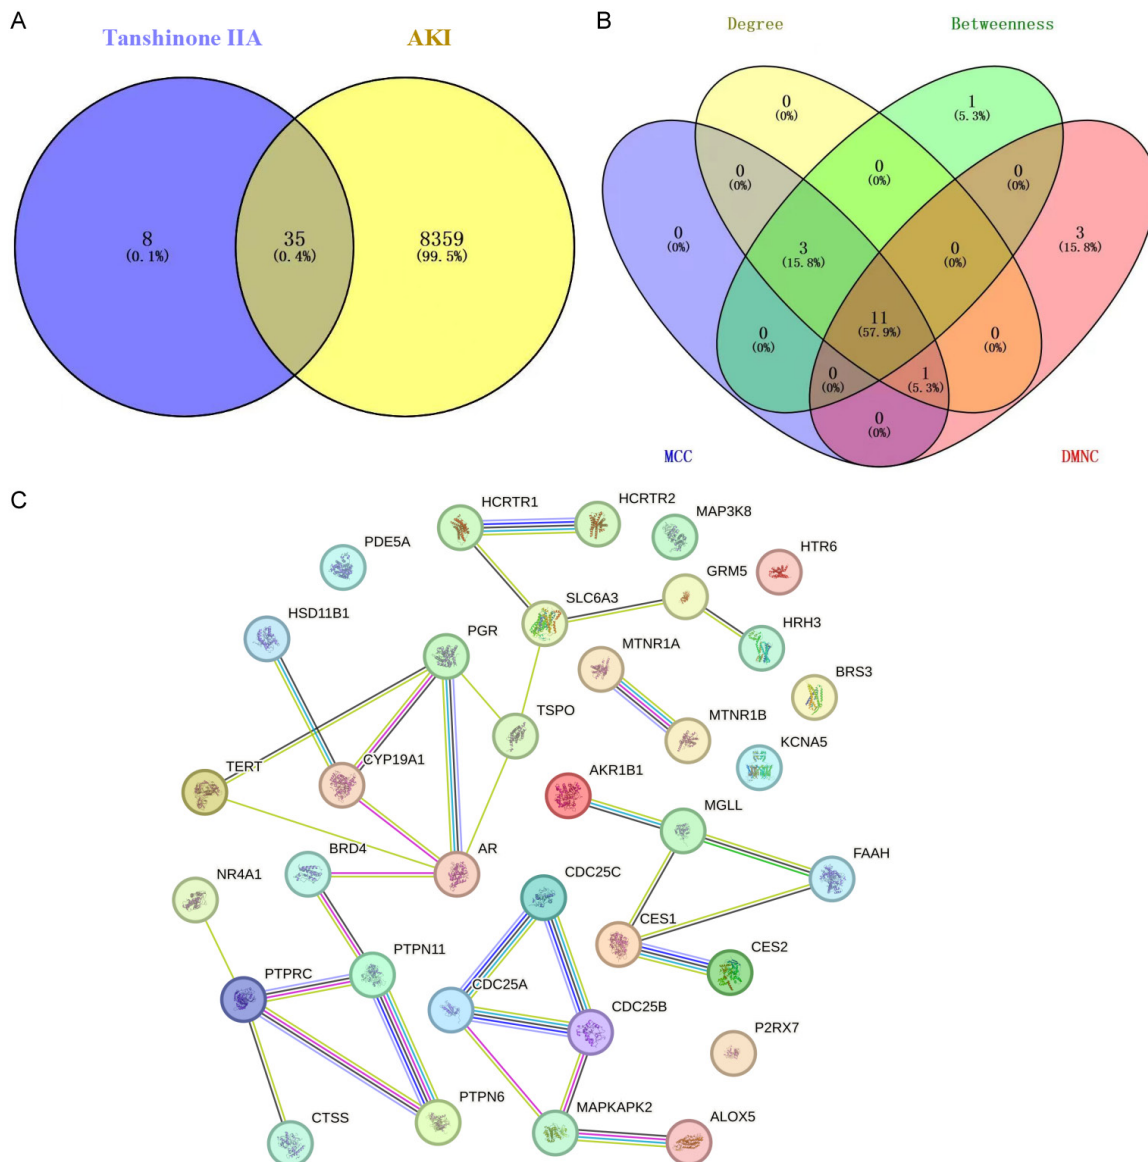 A
Tanshinone IIA
AKI
8
(0.1%)
35
(0.4%)
8359
(99.5%)
B
Degree
Betweenness
0
(0%)
1
(5.3%)
0
(0%)
0
(0%)
0
(0%)
0
(0%)
3
(15.8%)
0
(0%)
3
(15.8%)
11
(57.9%)
0
(0%)
0
(0%)
0
(0%)
1
(5.3%)
0
(0%)
MCC
DMNC
C
HCRTR1
HCRTR2
MAP3K8
PDE5A
HTR6
GRM5
SLC6A3
HSD11B1
PGR
HRH3
MTNR1A
BRS3
TSPO
MTNR1B
KCNA5
TERT
CYP19A1
AKR1B1
MGLL
BRD4
AR
FAAH
CDC25C
NR4A1
CES1
CES2
PTPN11
PTPRC
CDC25A
CDC25B
P2RX7
PTPN6
MAPKAPK2
ALOX5
CTSS